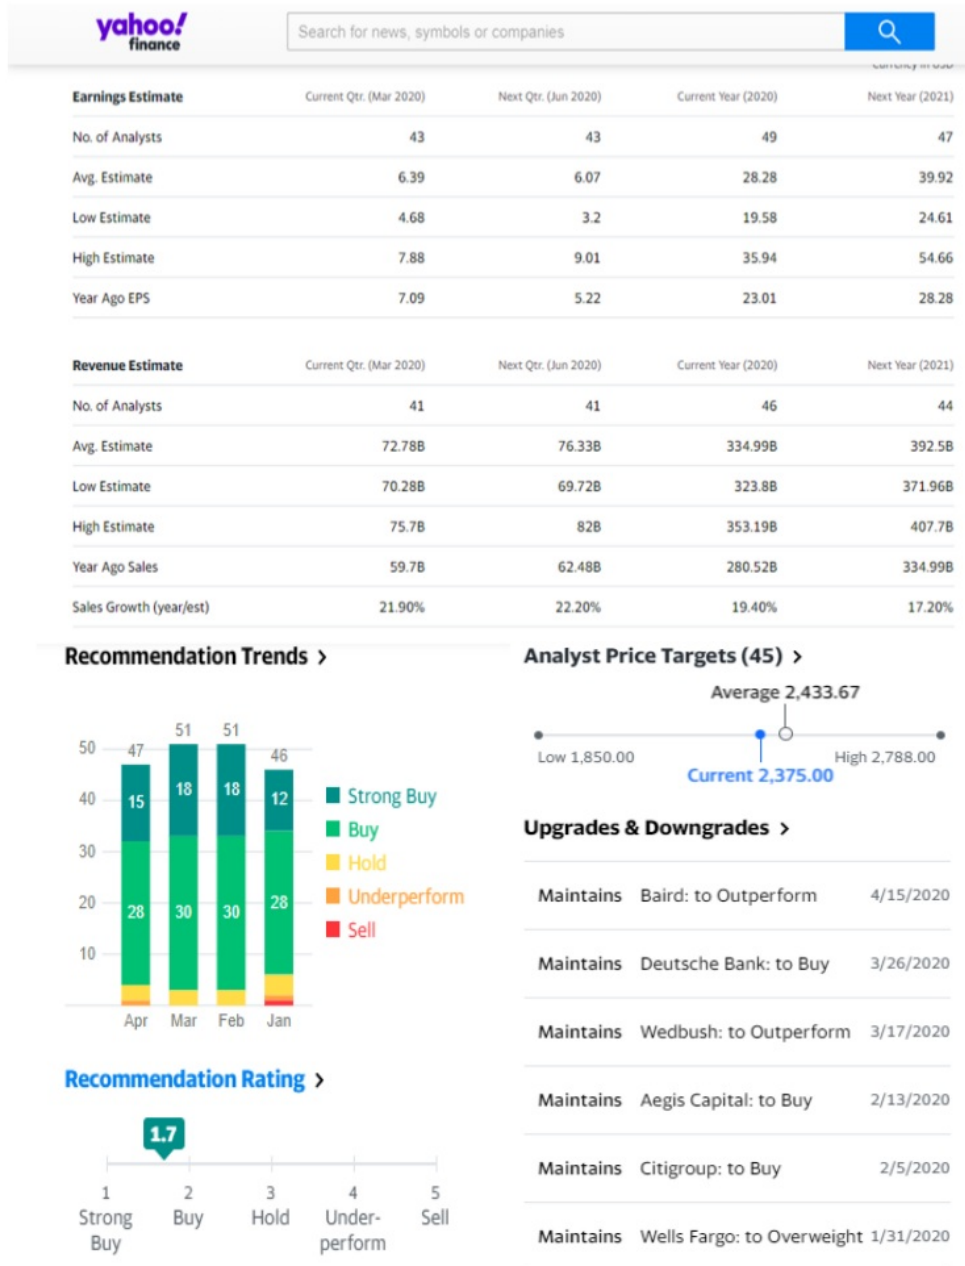 yahoo!
finance
Search for news, symbols or companies
Currency in USD
Earnings Estimate Current Qtr. (Mar 2020) Next Qtr. (Jun 2020) Current Year (2020) Next Year (2021)
No. of Analysts 43 43 49 47
Avg. Estimate 6.39 6.07 28.28 39.92
Low Estimate 4.68 3.2 19.58 24.61
High Estimate 7.88 9.01 35.94 54.66
Year Ago EPS 7.09 5.22 23.01 28.28
Revenue Estimate Current Qtr. (Mar 2020) Next Qtr. (Jun 2020) Current Year (2020) Next Year (2021)
No. of Analysts 41 41 46 44
Avg. Estimate 72.78B 76.33B 334.99B 392.5B
Low Estimate 70.28B 69.72B 323.8B 371.96B
High Estimate 75.7B 82B 353.19B 407.7B
Year Ago Sales 59.7B 62.48B 280.52B 334.99B
Sales Growth (year/est) 21.90% 22.20% 19.40% 17.20%
Recommendation Trends >
50
40
30
20
10
47 51 51 46
15 18 18 12
28 30 30 28
Apr Mar Feb Jan
Strong Buy
Buy
Hold
Underperform
Sell
Recommendation Rating >
1.7
1 2 3 4 5
Strong Buy Hold Under- Sell
Buy perform
Analyst Price Targets (45) >
Average 2,433.67
Low 1,850.00 High 2,788.00
Current 2,375.00
Upgrades & Downgrades >
Maintains Baird: to Outperform 4/15/2020
Maintains Deutsche Bank: to Buy 3/26/2020
Maintains Wedbush: to Outperform 3/17/2020
Maintains Aegis Capital: to Buy 2/13/2020
Maintains Citigroup: to Buy 2/5/2020
Maintains Wells Fargo: to Overweight 1/31/2020